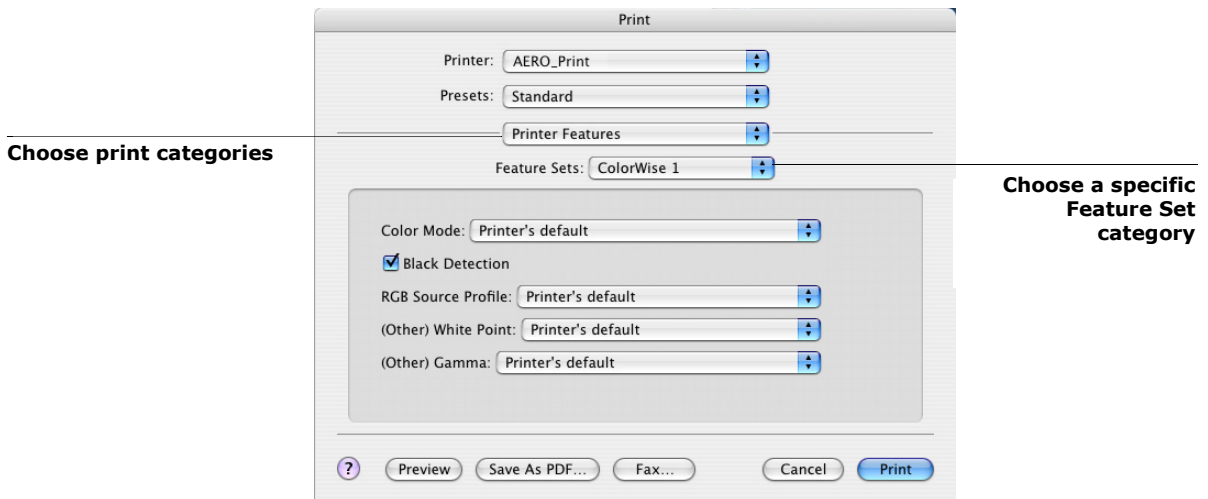 Print
Printer: AERO_Print
Presets: Standard
Printer Features
Choose print categories
Feature Sets: ColorWise 1
Choose a specific
Feature Set
category
Color Mode: Printer's default
Black Detection
RGB Source Profile: Printer's default
(Other) White Point: Printer's default
(Other) Gamma: Printer's default
? Preview Save As PDF... Fax... Cancel Print